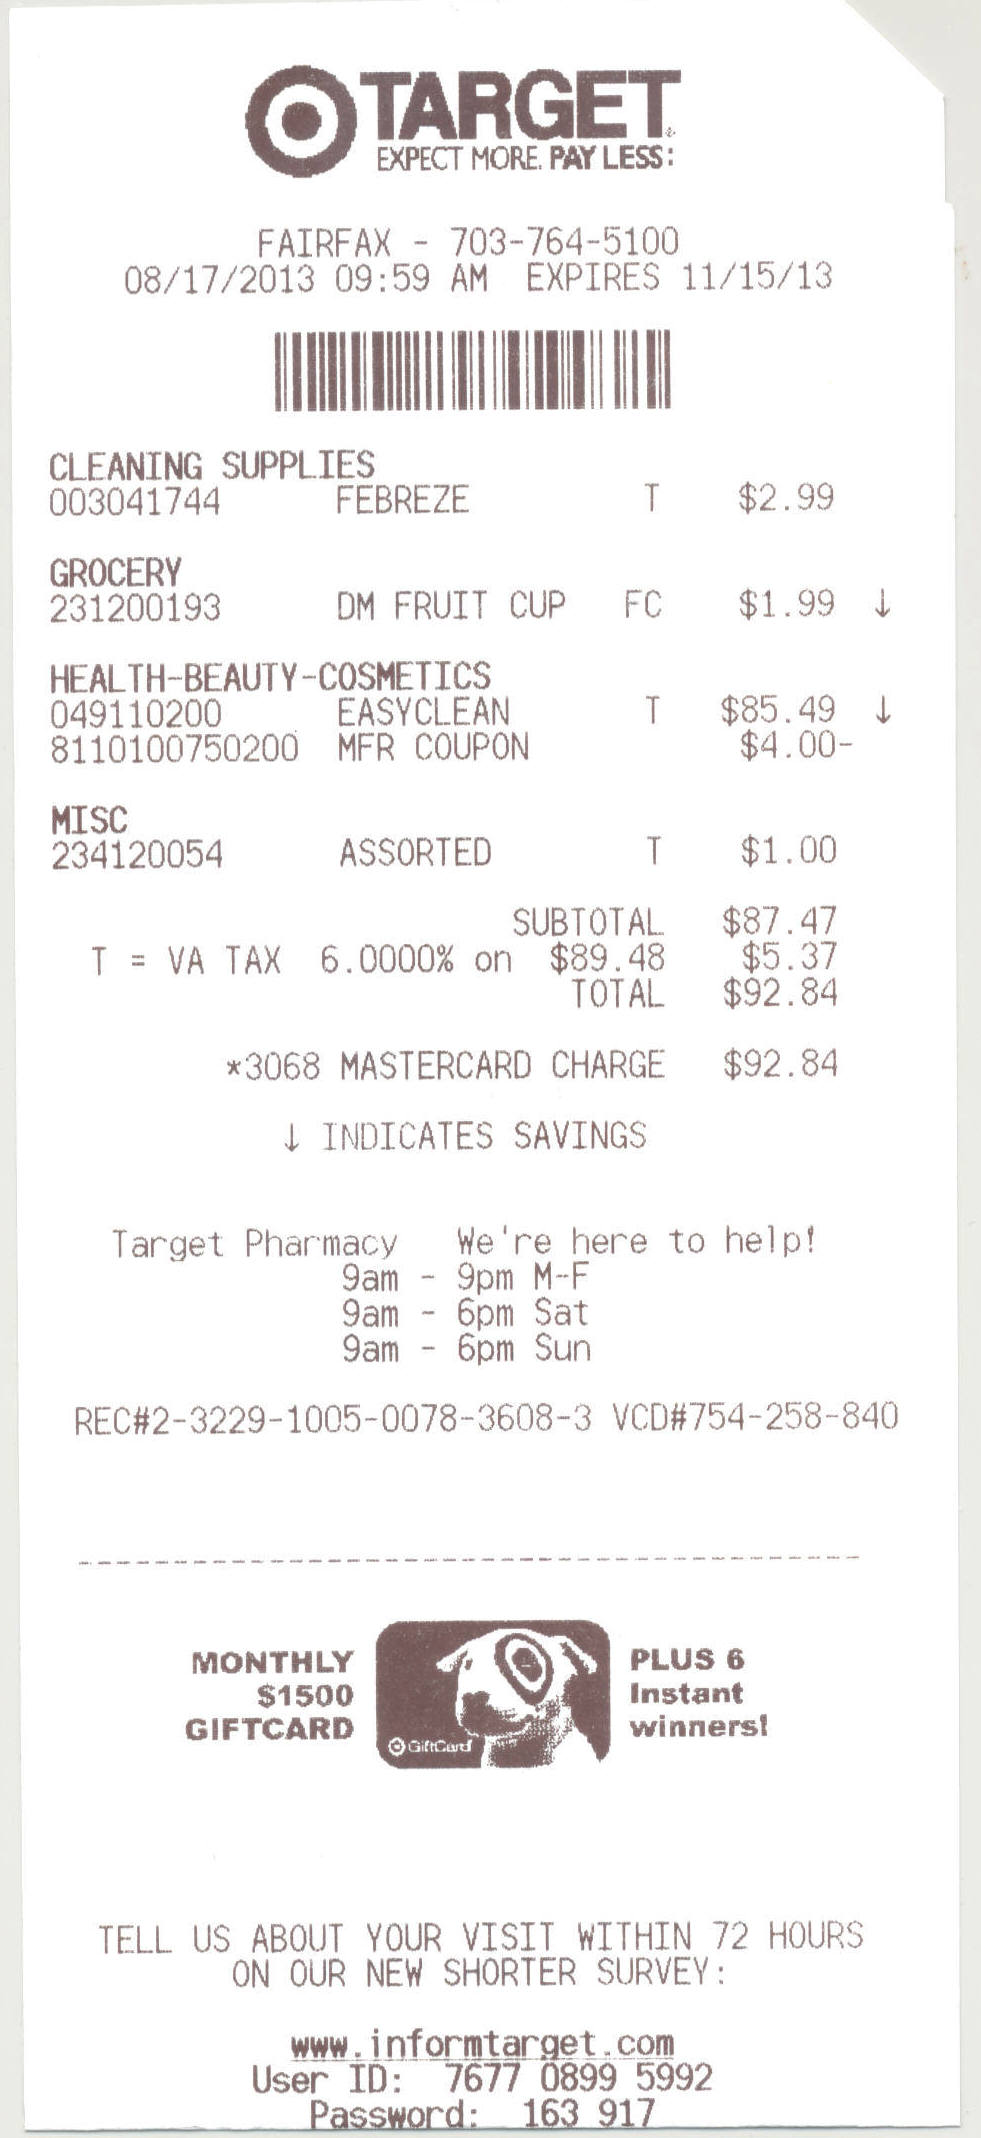 TARGET
EXPECT MORE. PAY LESS:
FAIRFAX - 703-764-5100
08/17/2013 09:59 AM EXPIRES 11/15/13
CLEANING SUPPLIES
003041744 FEBREZE T $2.99
GROCERY
231200193 DM FRUIT CUP FC $1.99 ↓
HEALTH-BEAUTY-COSMETICS
049110200 EASYCLEAN T $85.49 ↓
8110100750200 MFR COUPON $4.00-
MISC
234120054 ASSORTED T $1.00
SUBTOTAL $87.47
T = VA TAX 6.0000% on $89.48 $5.37
TOTAL $92.84
*3068 MASTERCARD CHARGE $92.84
↓ INDICATES SAVINGS
Target Pharmacy We're here to help!
9am - 9pm M-F
9am - 6pm Sat
9am - 6pm Sun
REC#2-3229-1005-0078-3608-3 VCD#754-258-840
MONTHLY
$1500
GIFTCARD
GiftCard
PLUS 6
Instant
winners!
TELL US ABOUT YOUR VISIT WITHIN 72 HOURS
ON OUR NEW SHORTER SURVEY:
www.informtarget.com
User ID: 7677 0899 5992
Password: 163 917